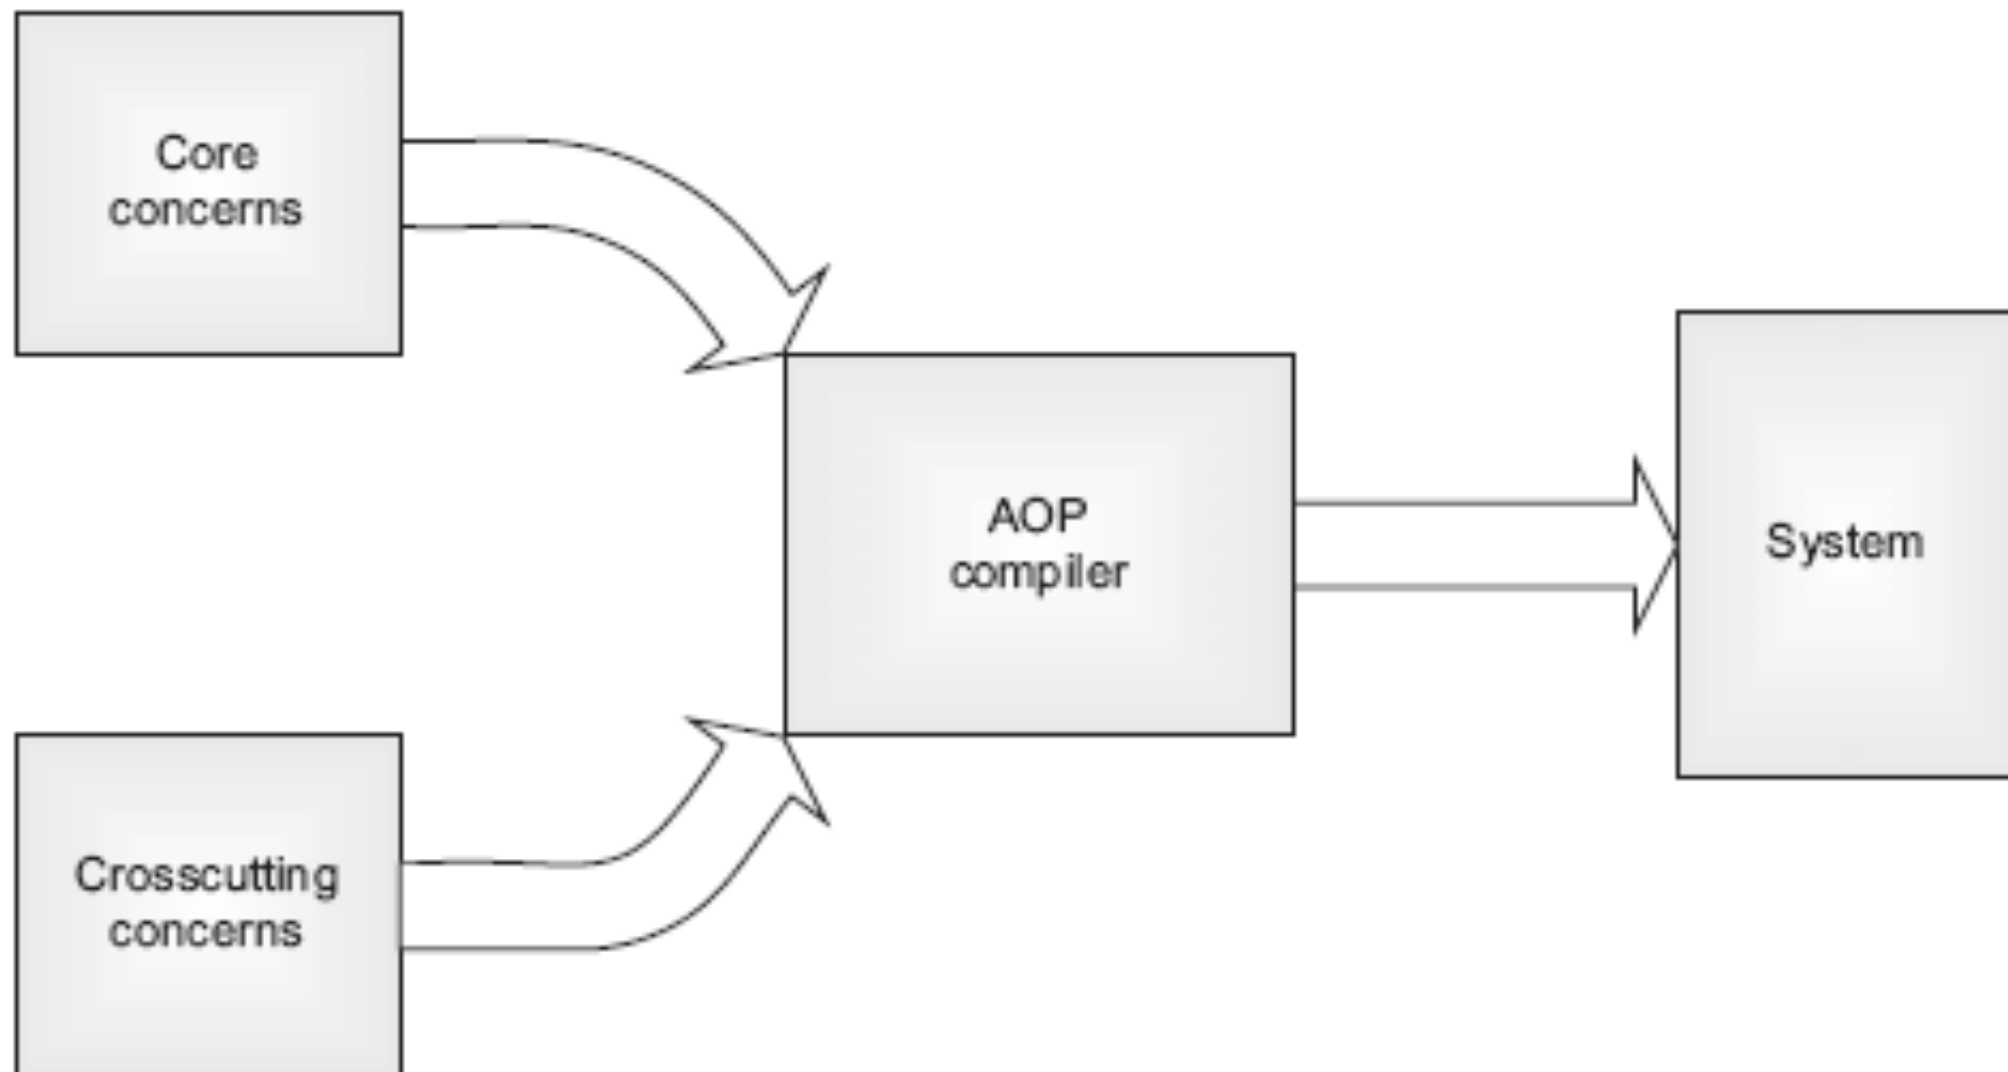 Core
concerns
AOP
compiler
System
Crosscutting
concerns